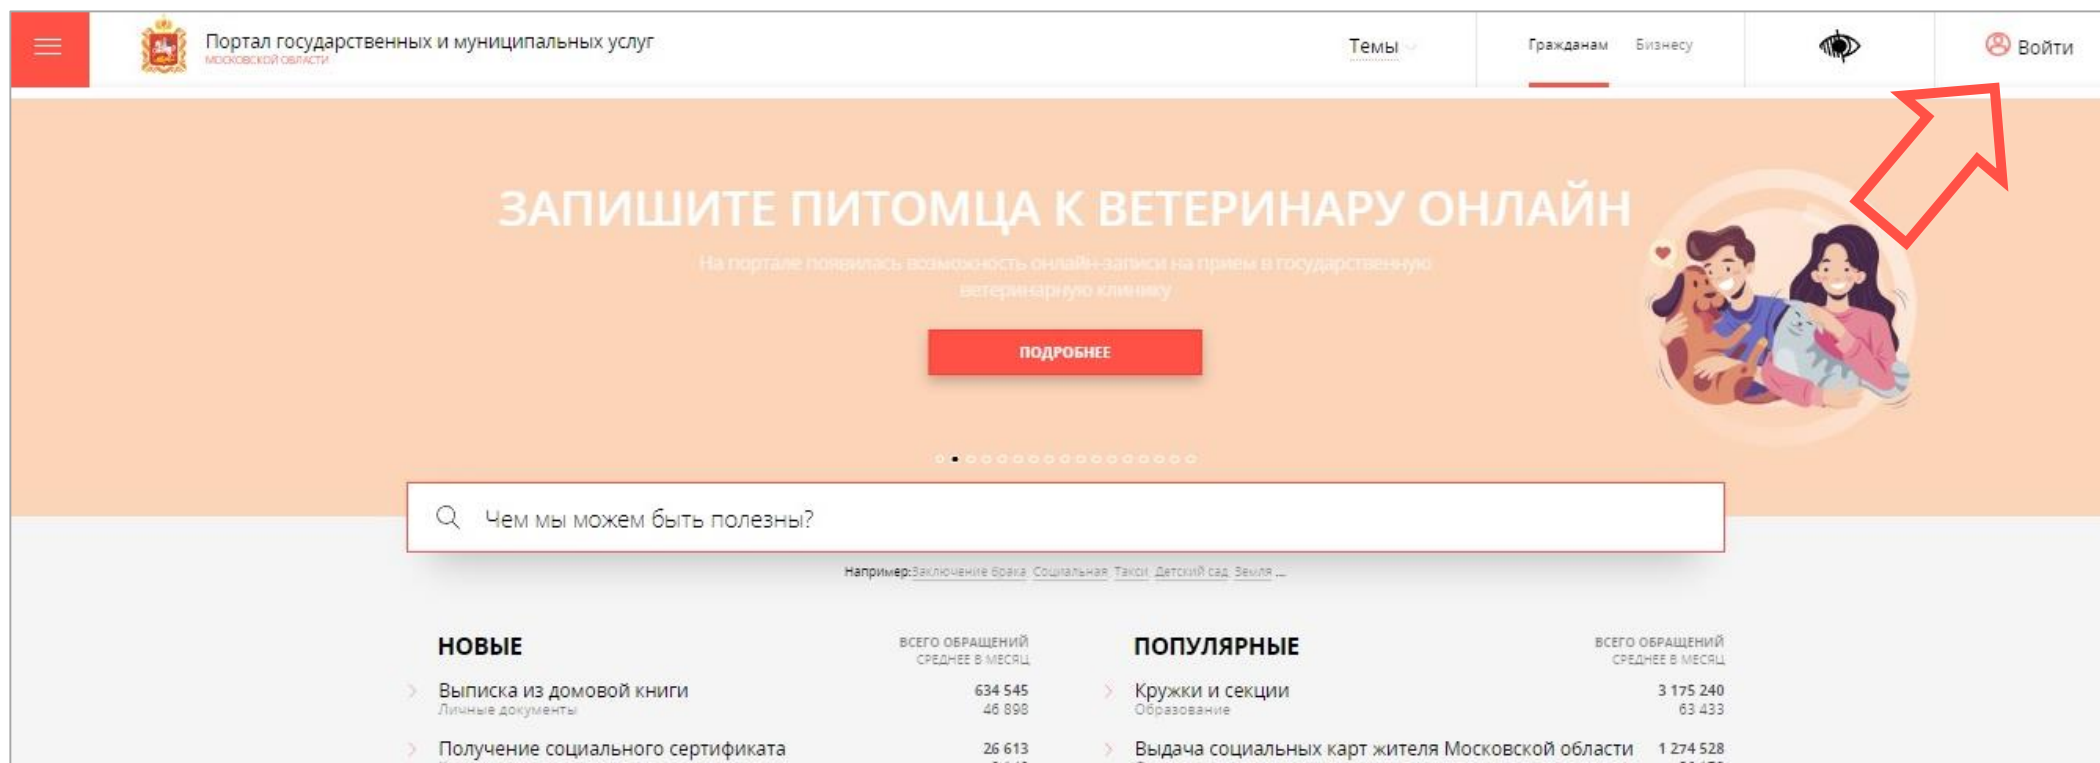 Портал государственных и муниципальных услуг
МОСКОВСКОЙ ОБЛАСТИ
Темы
Гражданам Бизнесу
Войти
ЗАПИШИТЕ ПИТОМЦА К ВЕТЕРИНАРУ ОНЛАЙН
На портале появилась возможность онлайн-записи на прием в государственную
ветеринарную клинику
ПОДРОБНЕЕ
Чем мы можем быть полезны?
Например: Заключение брака, Социальная, Такси, Детский сад, Земля ...
НОВЫЕ
ВСЕГО ОБРАЩЕНИЙ
СРЕДНЕЕ В МЕСЯЦ
Выписка из домовой книги 634 545
Личные документы 46 898
Получение социального сертификата 26 613
ПОПУЛЯРНЫЕ
ВСЕГО ОБРАЩЕНИЙ
СРЕДНЕЕ В МЕСЯЦ
Кружки и секции 3 175 240
Образование 63 433
Выдача социальных карт жителя Московской области 1 274 528